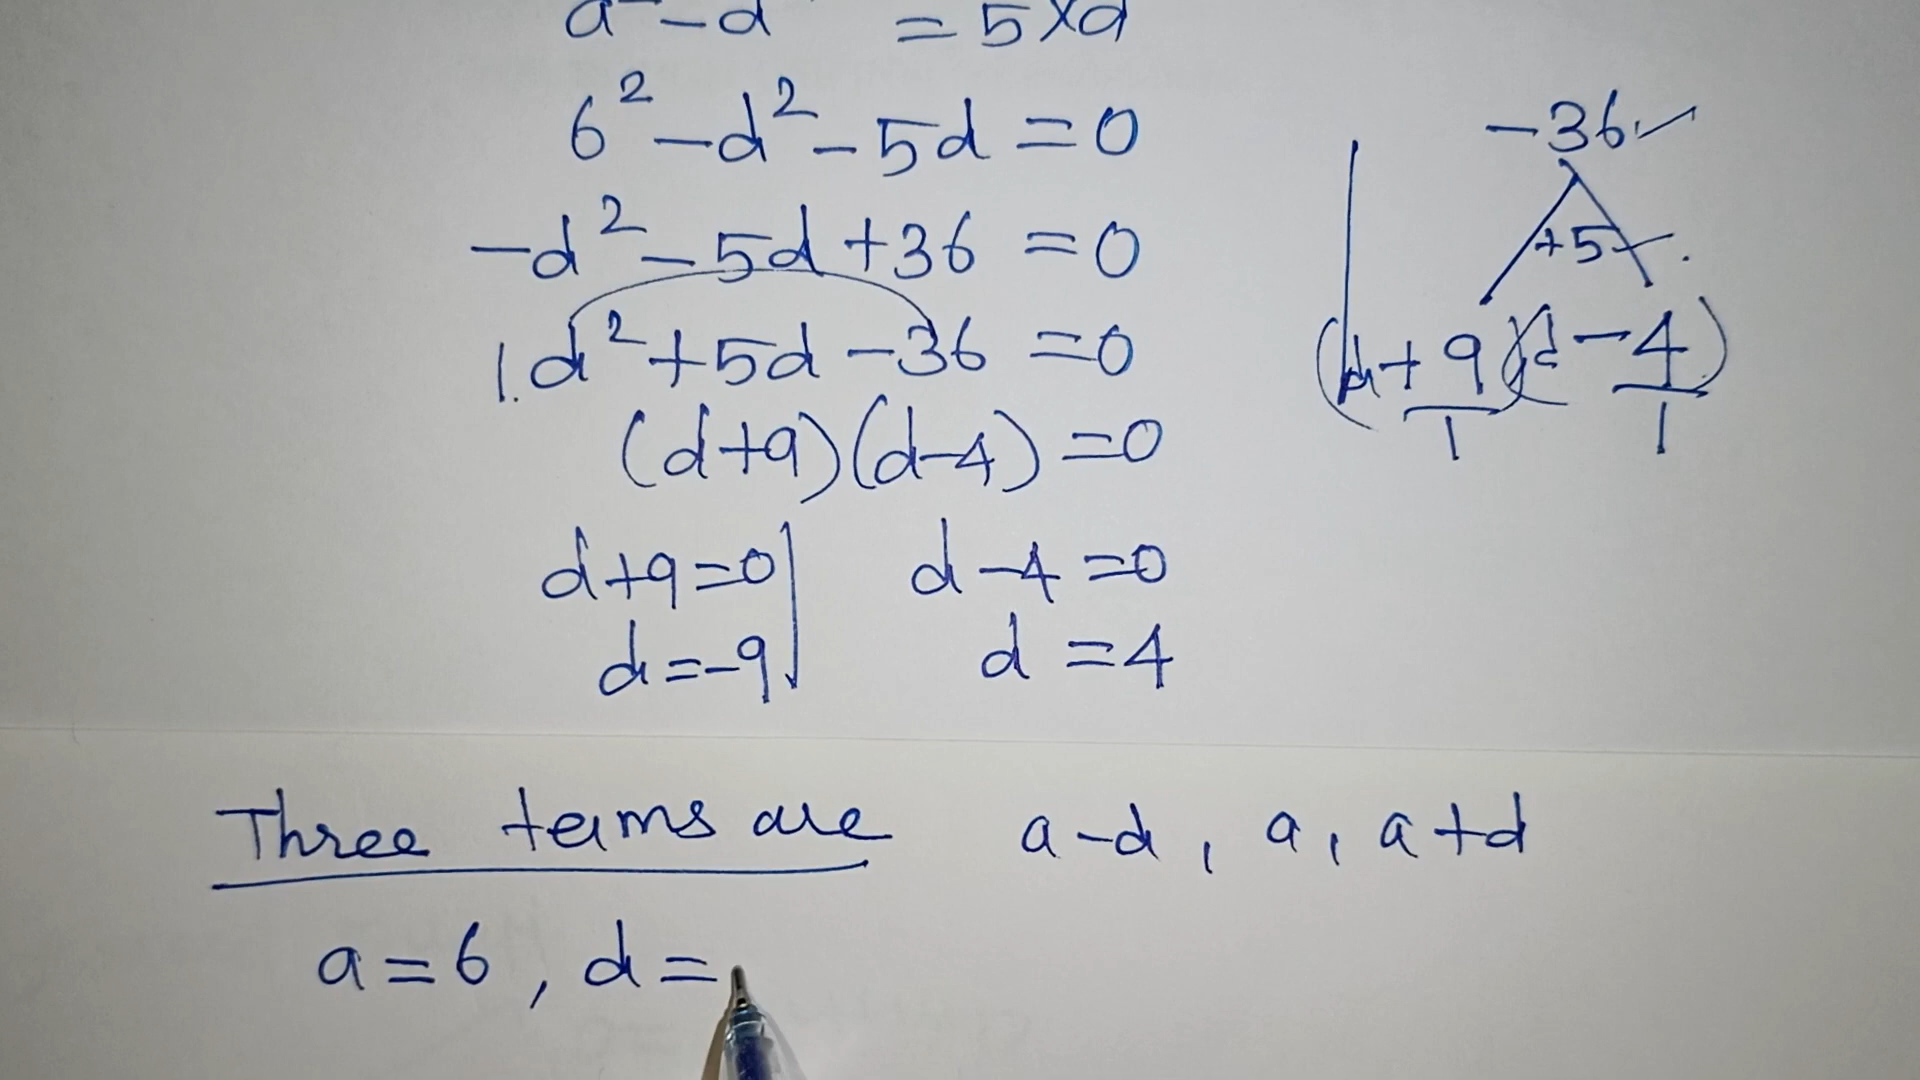 a² - d² = 5×d
6² - d² - 5d = 0
-d² - 5d + 36 = 0
1.d² + 5d - 36 = 0
(d+9)(d-4) = 0
d+9=0 d-4=0
d=-9 d=4
-36
+5
(d+9)(d-4)
1 1
Three terms are a-d, a, a+d
a=6, d=